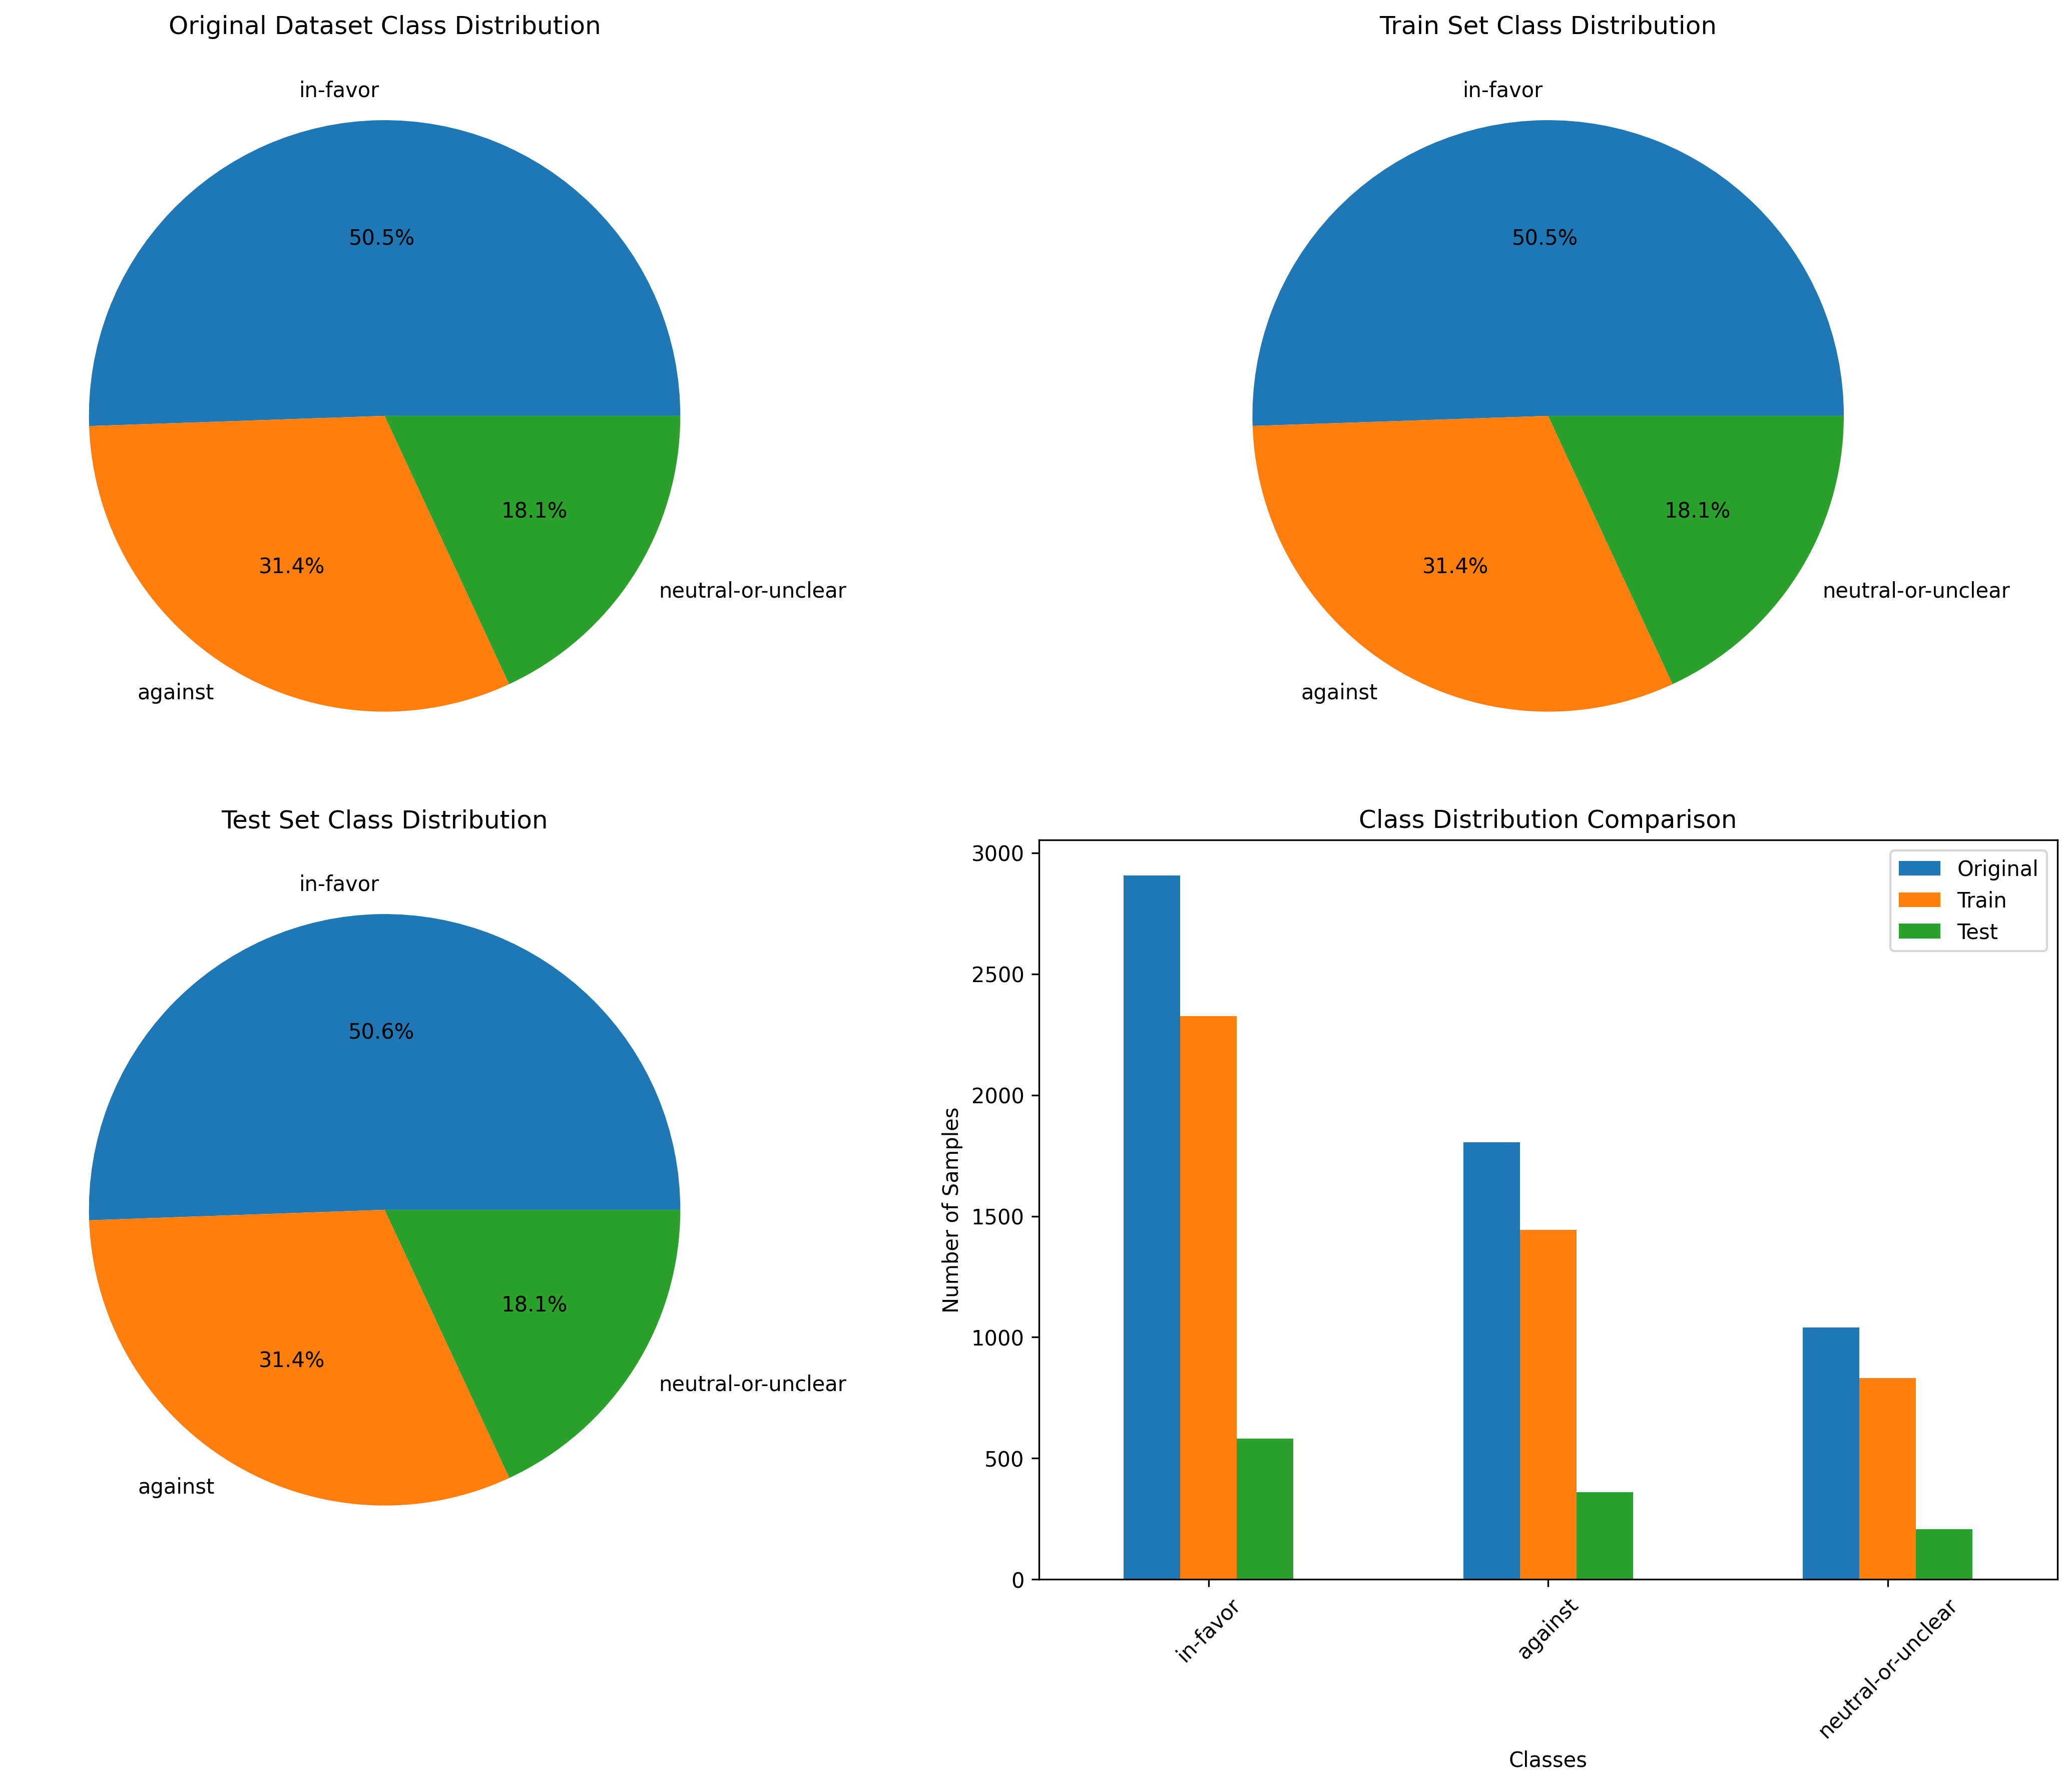 Original Dataset Class Distribution
in-favor
50.5%
18.1%
31.4%
neutral-or-unclear
against
Train Set Class Distribution
in-favor
50.5%
18.1%
31.4%
neutral-or-unclear
against
Test Set Class Distribution
in-favor
50.6%
18.1%
31.4%
neutral-or-unclear
against
Class Distribution Comparison
3000
2500
2000
1500
1000
500
0
Number of Samples
Original
Train
Test
in-favor
against
neutral-or-unclear
Classes